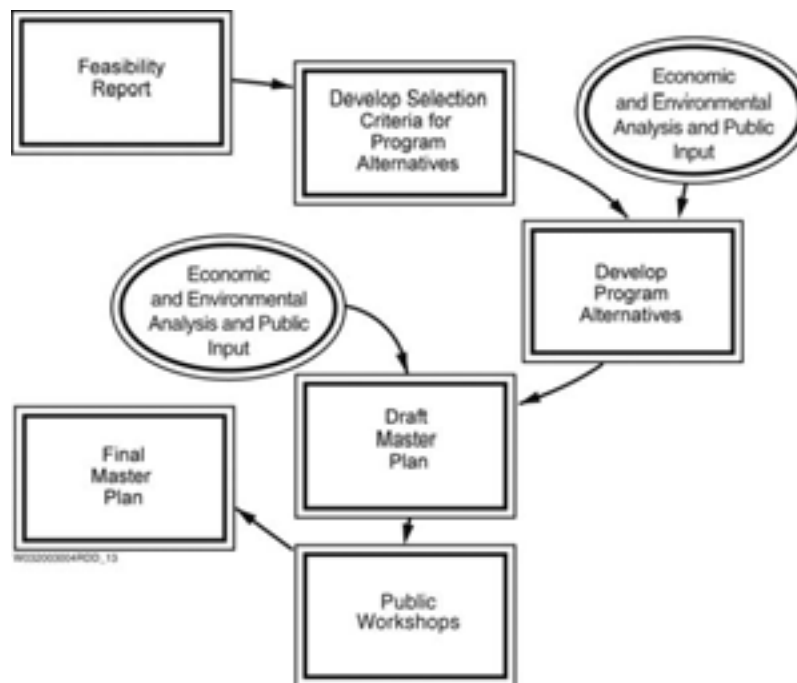 Feasibility
Report
Develop Selection
Criteria for
Program
Alternatives
Economic
and Environmental
Analysis and Public
Input
Develop
Program
Alternatives
Economic
and Environmental
Analysis and Public
Input
Draft
Master
Plan
Final
Master
Plan
W032003004RDD_13
Public
Workshops